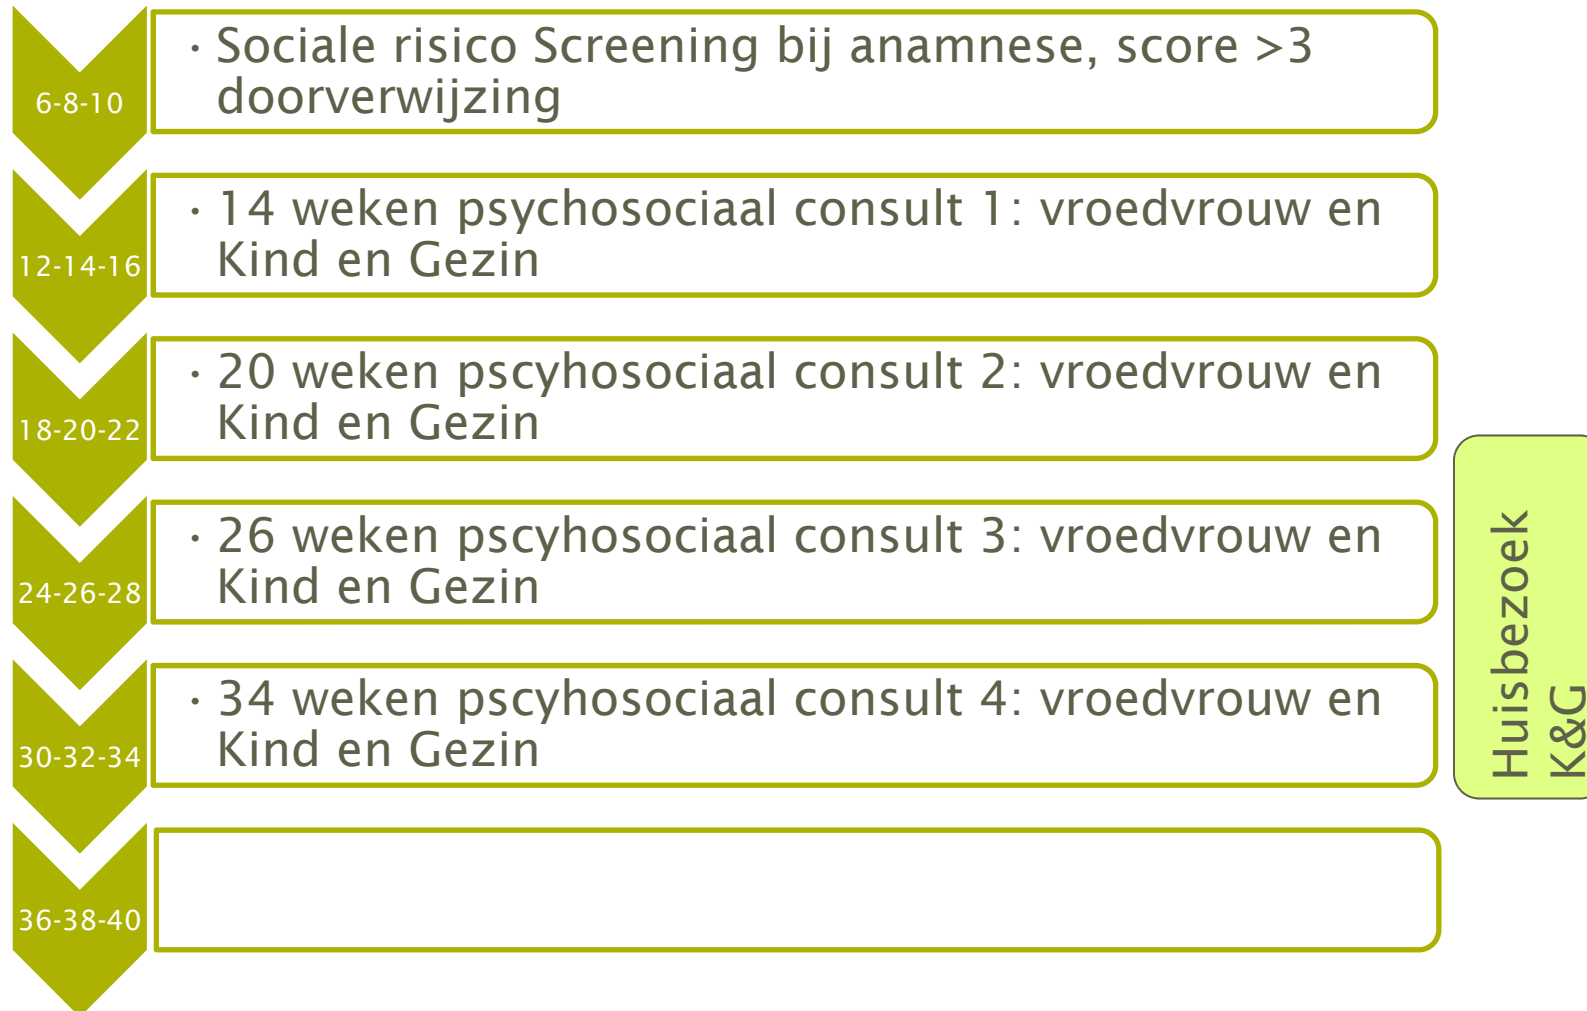 6-8-10
· Sociale risico Screening bij anamnese, score >3
doorverwijzing
12-14-16
· 14 weken psychosociaal consult 1: vroedvrouw en
Kind en Gezin
18-20-22
· 20 weken pscyhosociaal consult 2: vroedvrouw en
Kind en Gezin
24-26-28
· 26 weken pscyhosociaal consult 3: vroedvrouw en
Kind en Gezin
30-32-34
· 34 weken pscyhosociaal consult 4: vroedvrouw en
Kind en Gezin
36-38-40
Huisbezoek
K&G